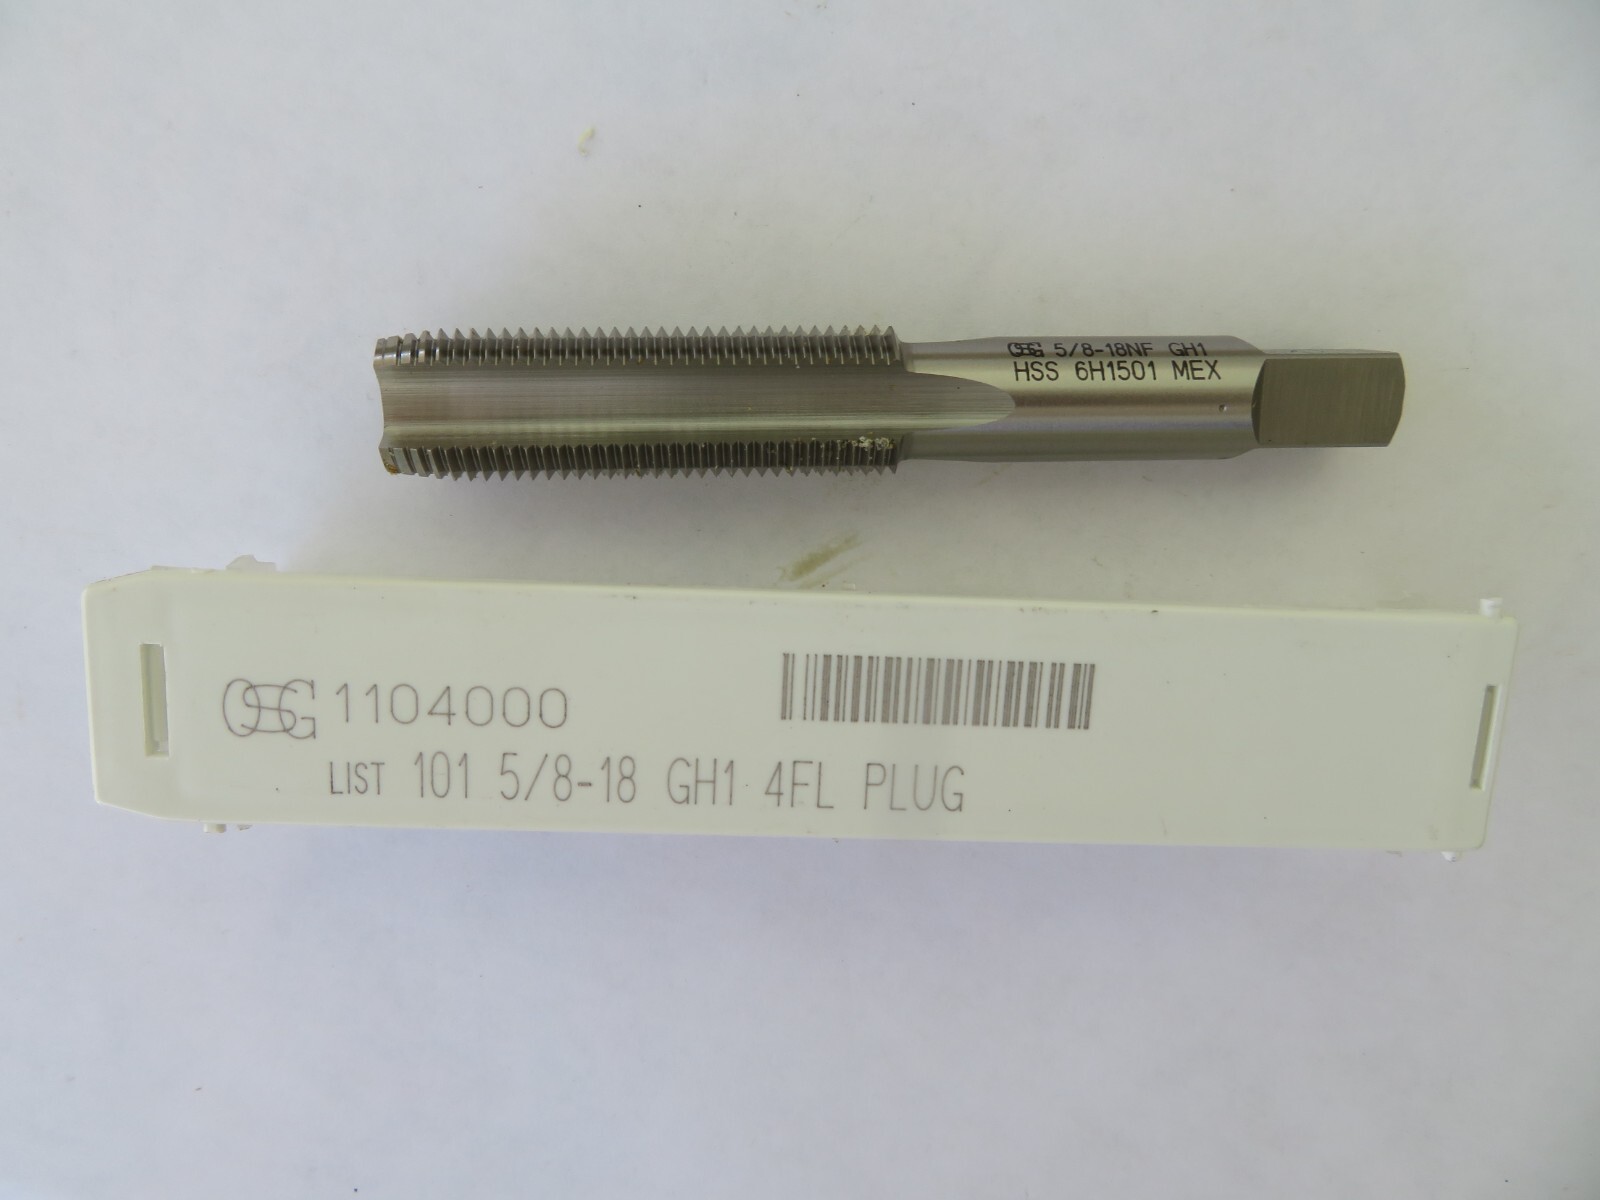 OSG 5/8-18NF GH1
HSS 6H1501 MEX
OSG 1104000
LIST 101 5/8-18 GH1 4FL PLUG